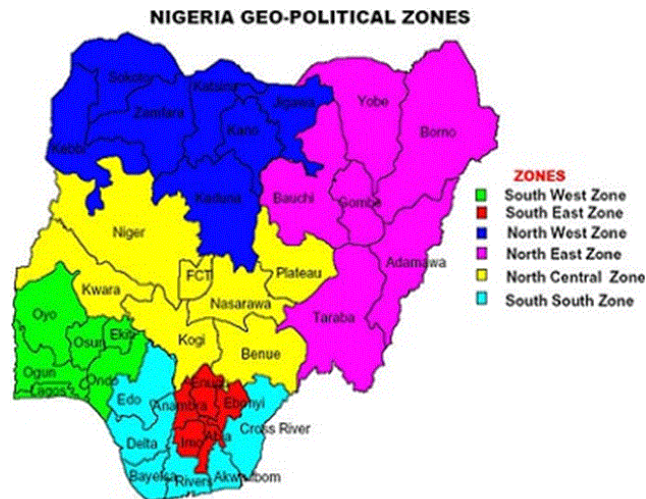 NIGERIA GEO-POLITICAL ZONES
Sokoto
Katsina
Jigawa
Yobe
Borno
Zamfara
Kano
Kebbi
Kaduna
Bauchi
Gombe
Adamawa
Niger
FCT
Plateau
Kwara
Nasarawa
Taraba
Oyo
Osun
Ekiti
Kogi
Benue
Ogun
Lagos
Ondo
Edo
Anambra
Enugu
Ebonyi
Cross River
Delta
Imo
Abia
Bayelsa
Rivers
AkwaIbom
ZONES
South West Zone
South East Zone
North West Zone
North East Zone
North Central Zone
South South Zone